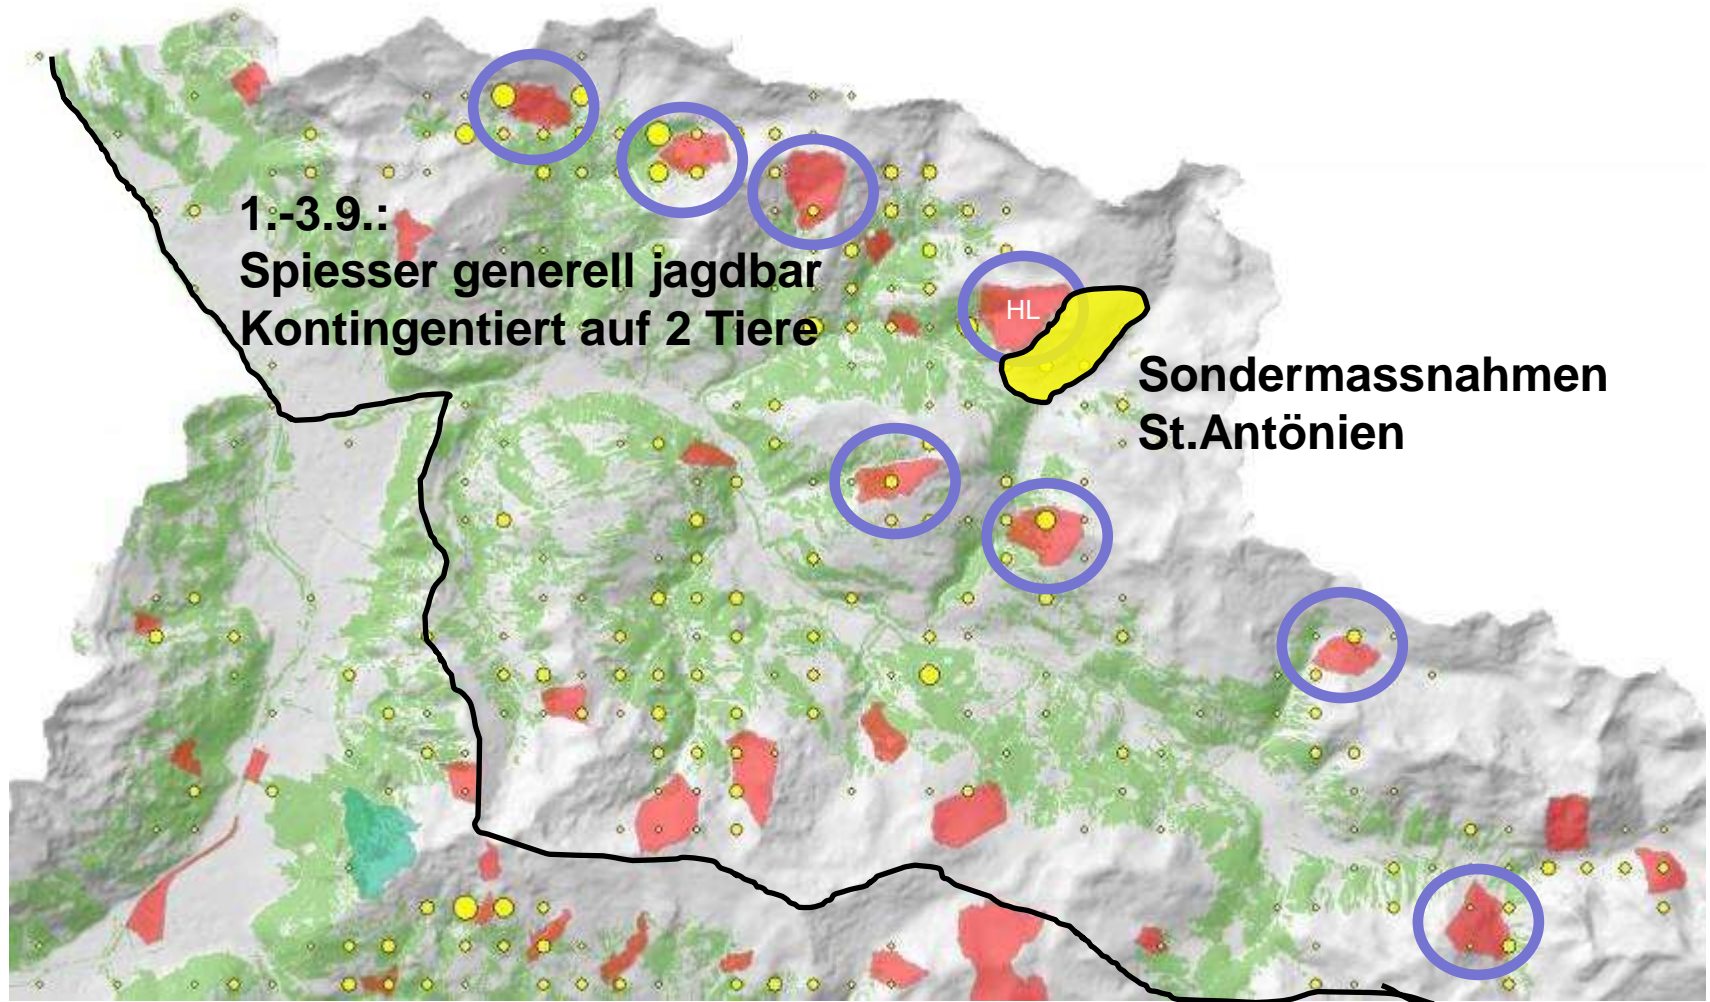 1.-3.9.:
Spiesser generell jagdbar
Kontingentiert auf 2 Tiere
HL
Sondermassnahmen
St.Antönien